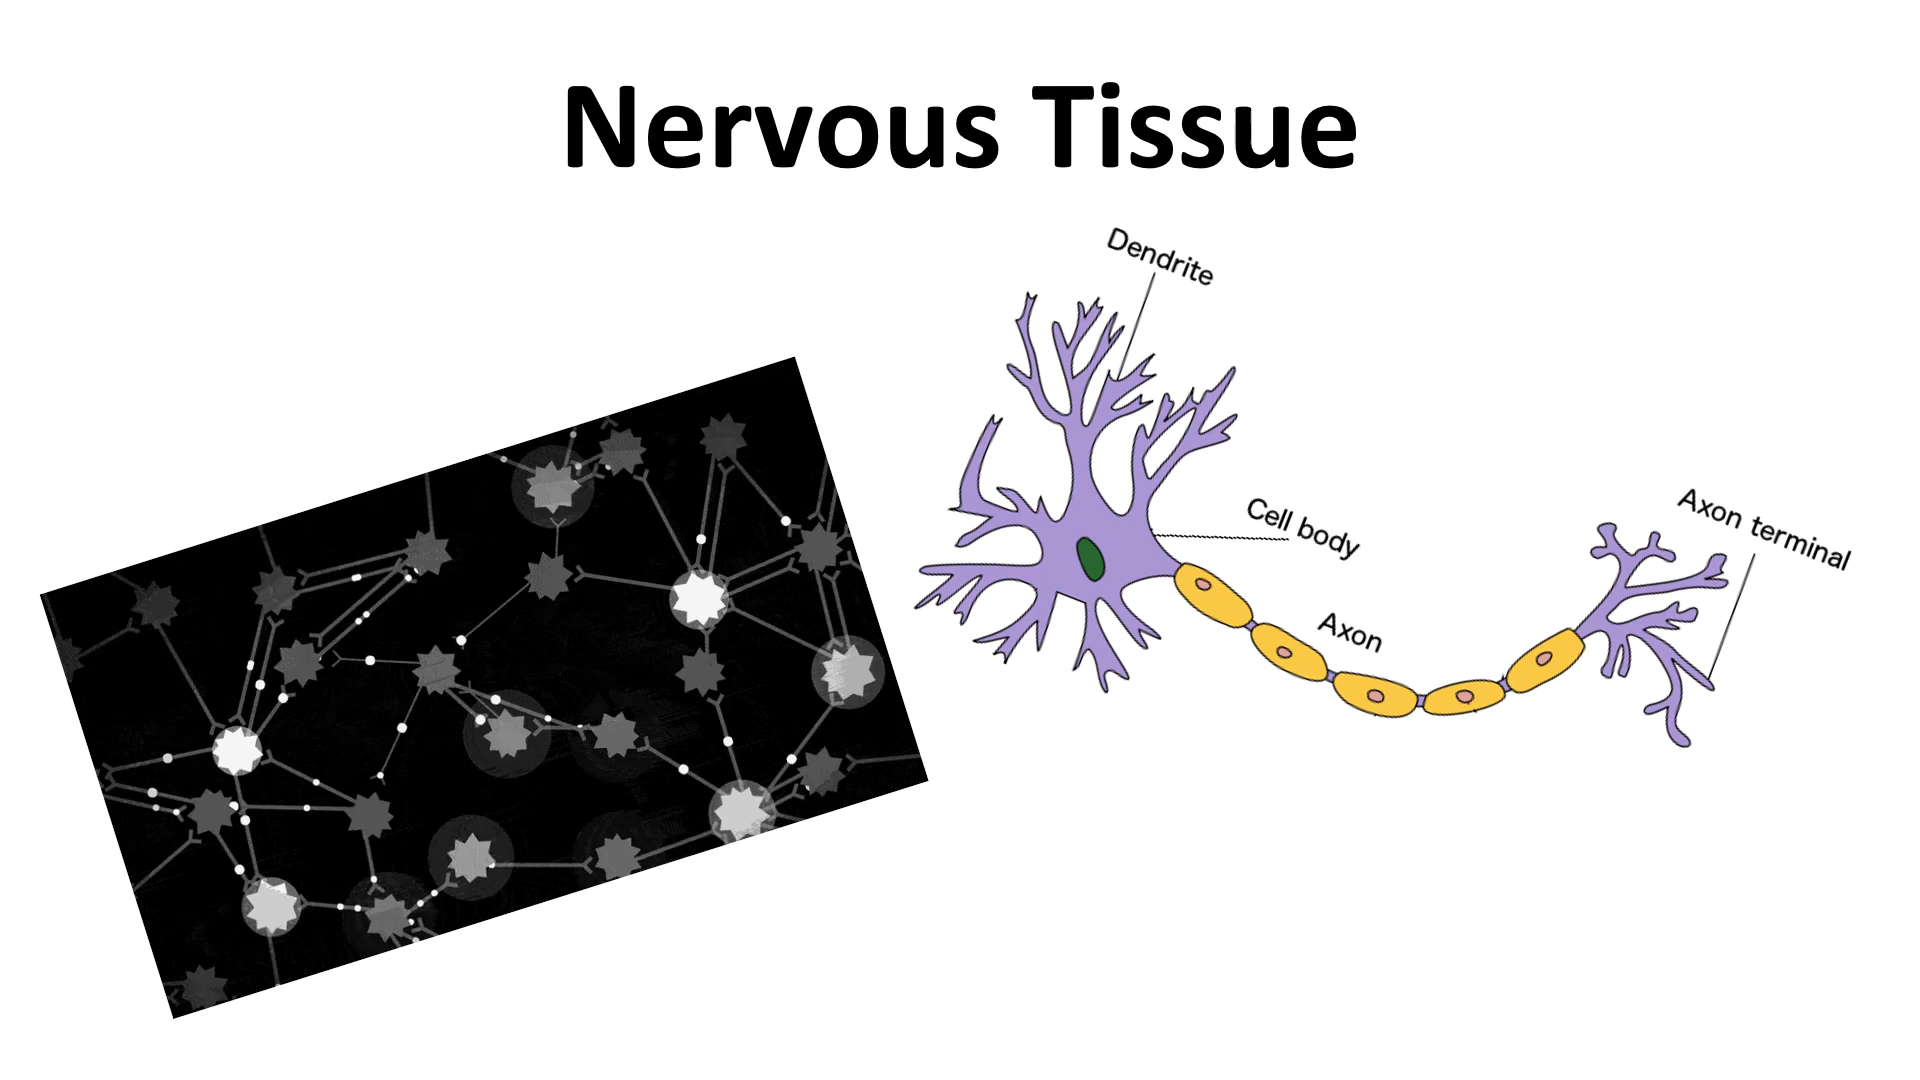 Nervous Tissue
Dendrite
Cell body
Axon terminal
Axon